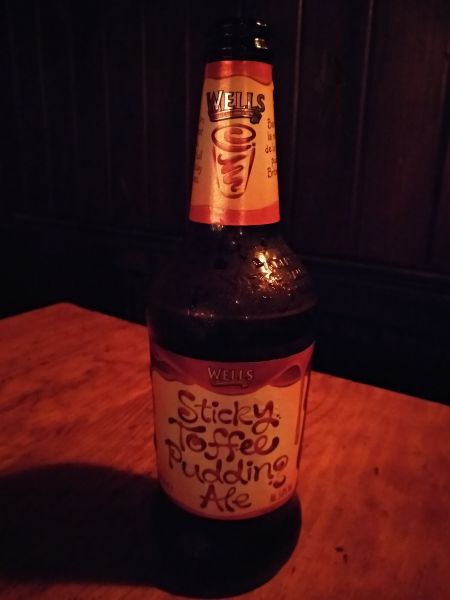 WELLS
WELLS
Sticky
Toffee
Pudding
Ale